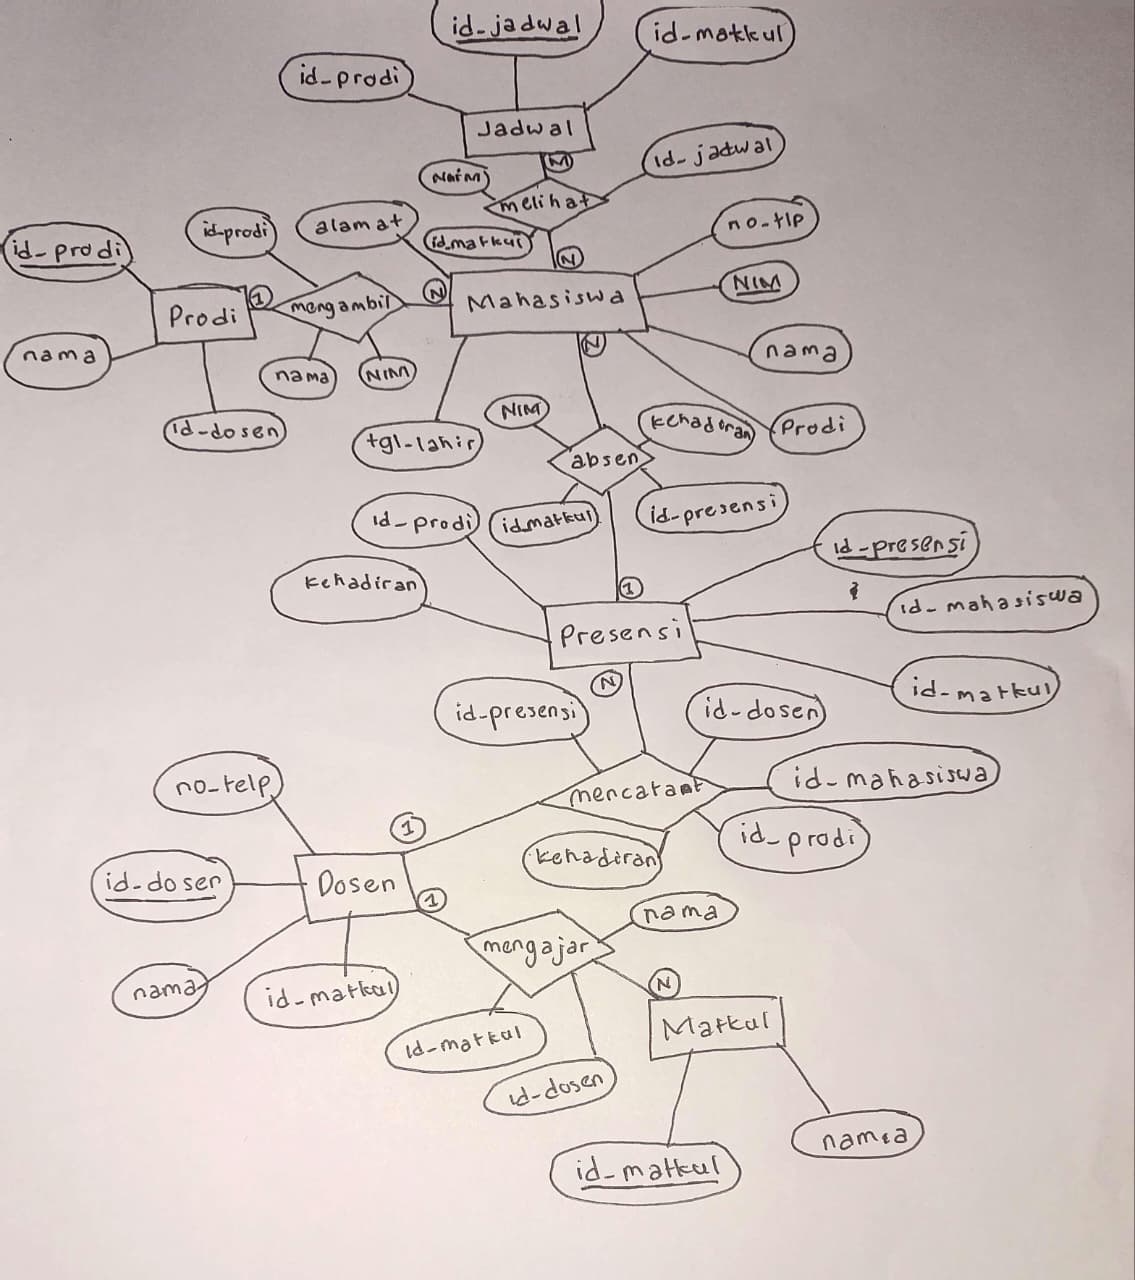 id-jadwal
id-matkul
id-prodi
Jadwal
M
id-jadwal
NIM
melihat
id-matkul
N
no-tlp
id-prodi
alamat
id-prodi
NIM
1
mengambil
N
Mahasiswa
Prodi
nama
nama
nama
NIM
N
id-dosen
tgl-lahir
NIM
kehadiran
Prodi
absen
id-prodi
idmatkul
id-presensi
id-presensi
kehadiran
1
id-mahasiswa
Presensi
id-matkul
N
id-presensi
id-dosen
no-telp
mencatat
id-mahasiswa
1
kehadiran
id-prodi
id-dosen
Dosen
1
nama
mengajar
nama
id-matkul
N
Matkul
id-matkul
id-dosen
nama
id-matkul